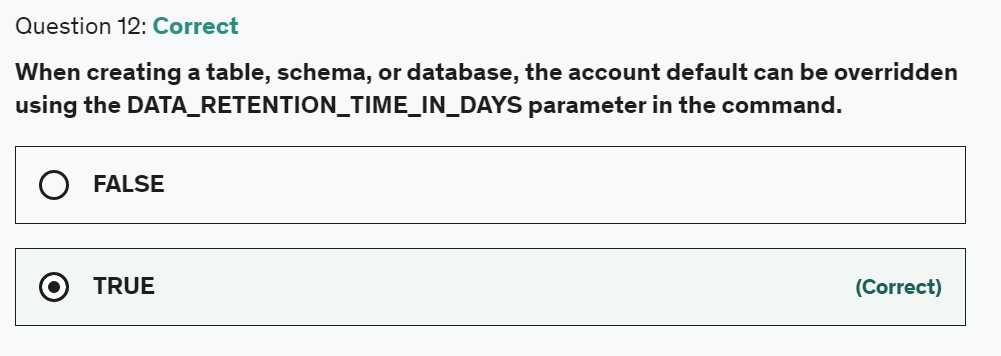 Question 12: Correct
When creating a table, schema, or database, the account default can be overridden
using the DATA_RETENTION_TIME_IN_DAYS parameter in the command.
FALSE
TRUE (Correct)